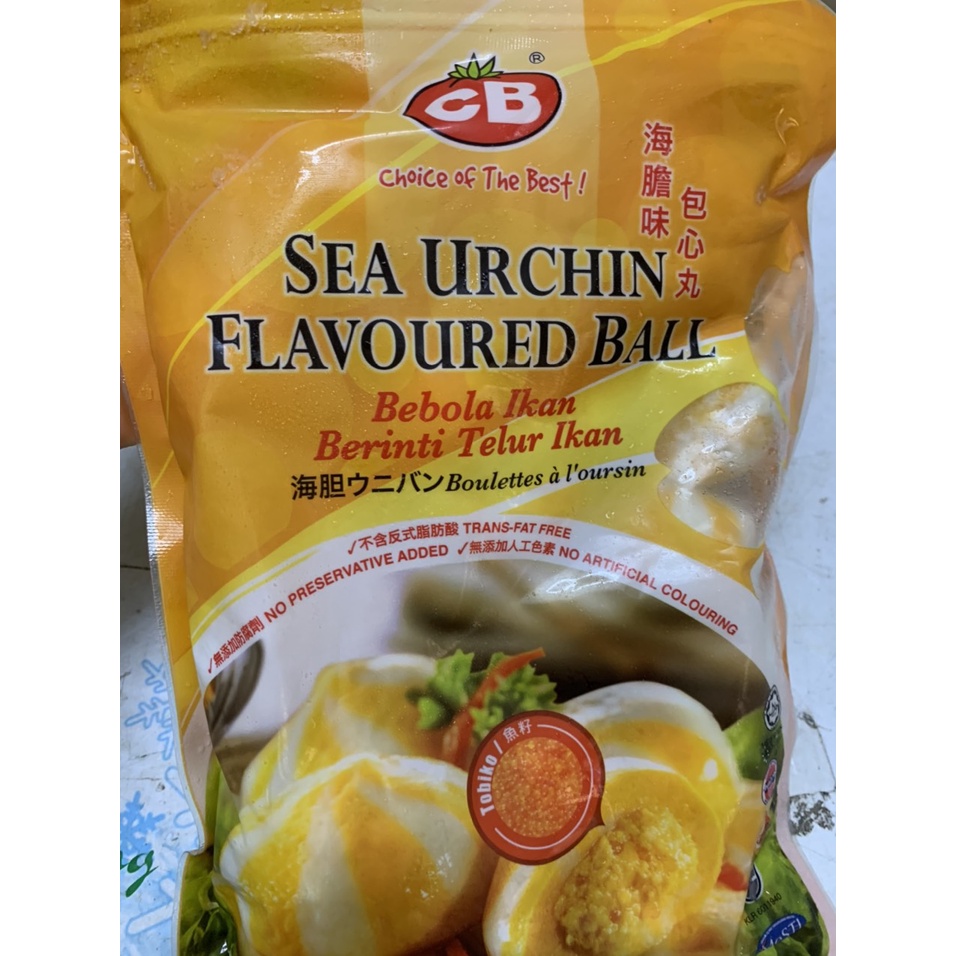 CB®
Choice of The Best!
海膽味
包心丸
SEA URCHIN
FLAVOURED BALL
Bebola Ikan
Berinti Telur Ikan
海胆ウニバン Boulettes à l'oursin
✓不含反式脂肪酸 TRANS-FAT FREE
✓無添加防腐劑 NO PRESERVATIVE ADDED ✓無添加人工色素 NO ARTIFICIAL COLOURING
Tobiko / 魚籽